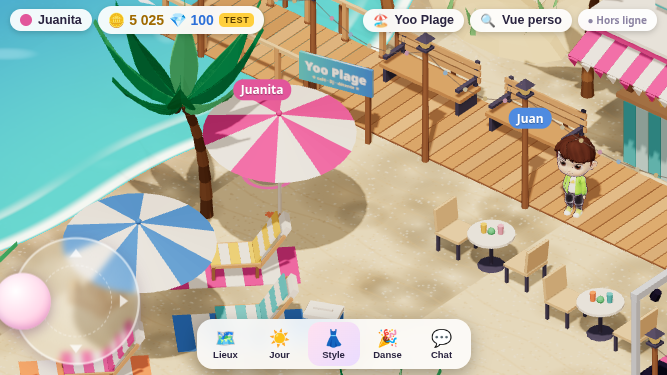 Juanita
5 025
100
TEST
Yoo Plage
Vue perso
Hors ligne
Yoo Plage
Juanita
Juan
Lieux
Jour
Style
Danse
Chat